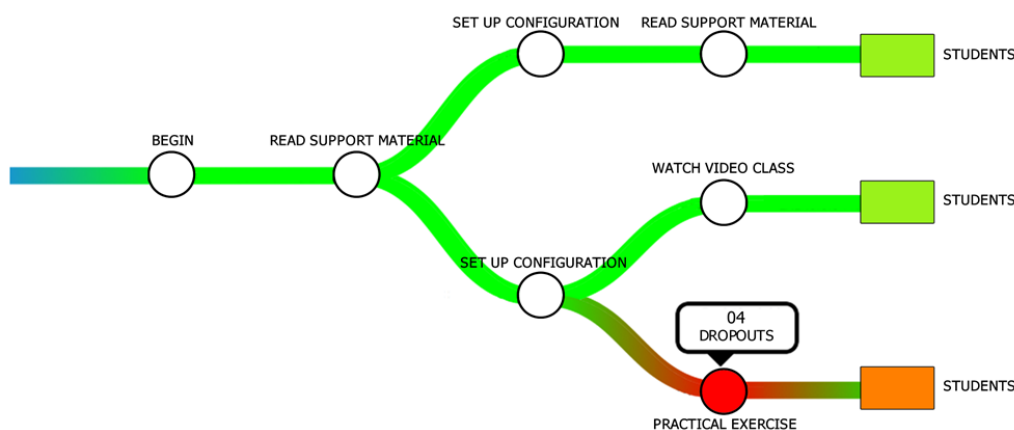 SET UP CONFIGURATION
READ SUPPORT MATERIAL
STUDENTS
BEGIN
READ SUPPORT MATERIAL
WATCH VIDEO CLASS
STUDENTS
SET UP CONFIGURATION
04
DROPOUTS
STUDENTS
PRACTICAL EXERCISE